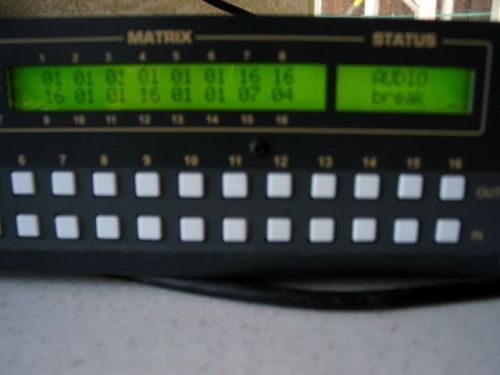 MATRIX STATUS
1 2 3 4 5 6 7 8
01 01 01 01 01 01 16 16 AUDIO
16 01 01 16 01 01 07 04 break
9 10 11 12 13 14 15 16
6 7 8 9 10 11 12 13 14 15 16
OUT
IN